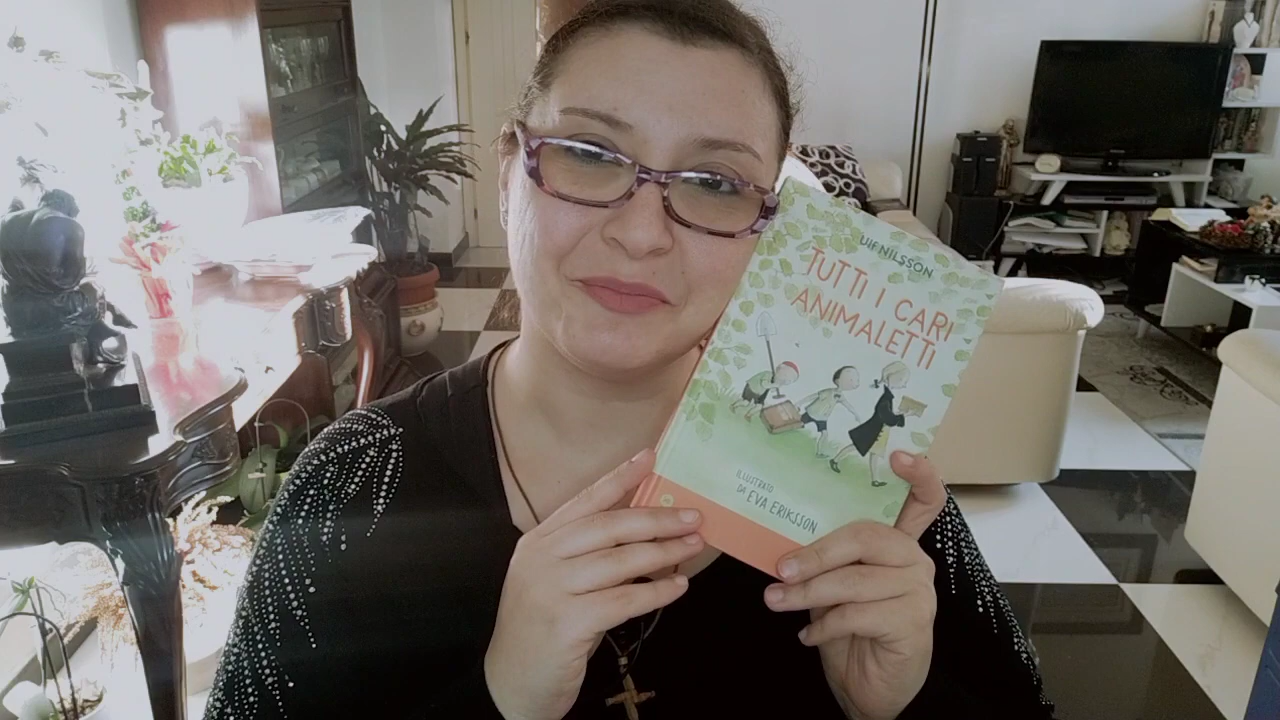 Ulf NILSSON
TUTTI I CARI
ANIMALETTI
ILLUSTRATO
DA EVA ERIKSSON